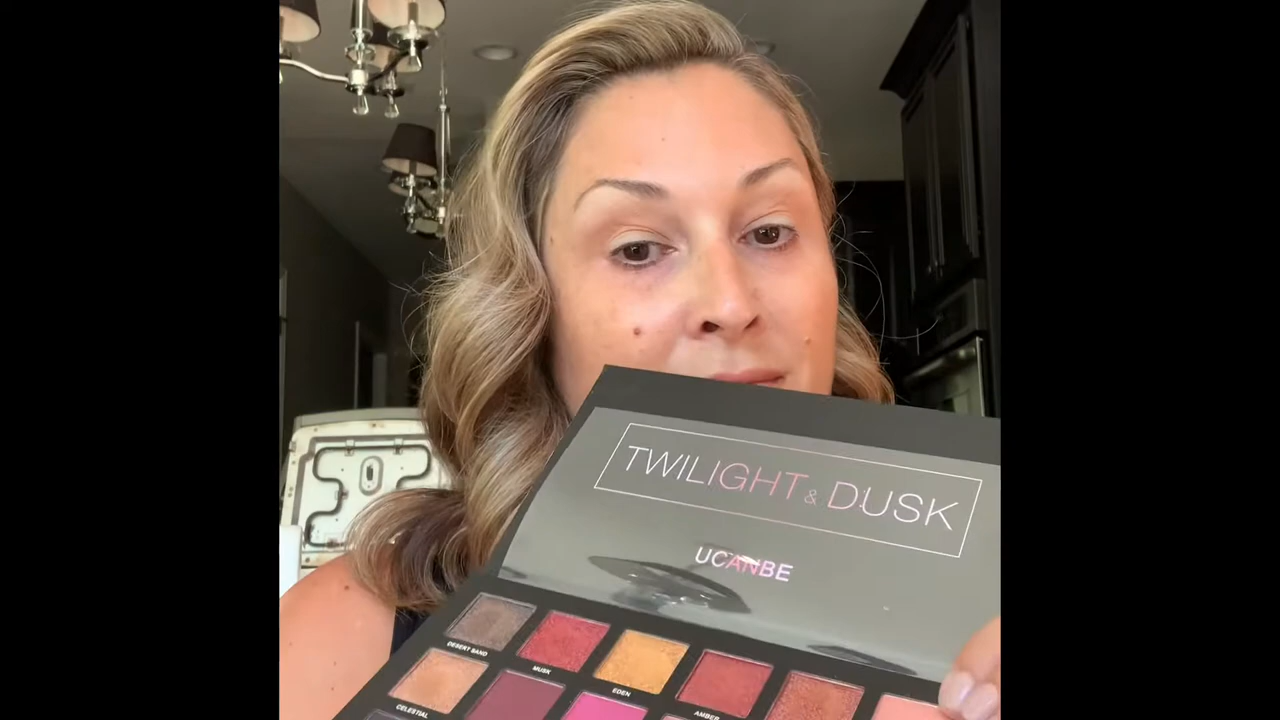 TWILIGHT & DUSK
UCANBE
DESERT SAND
MUSK
EDEN
AMBER
CELESTIAL